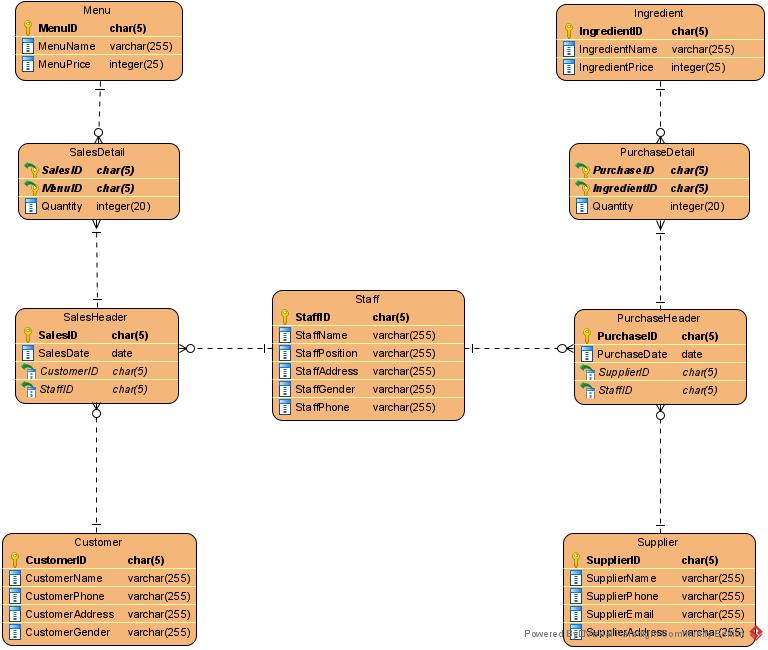 Menu
MenuID char(5)
MenuName varchar(255)
MenuPrice integer(25)
Ingredient
IngredientID char(5)
IngredientName varchar(255)
IngredientPrice integer(25)
SalesDetail
SalesID char(5)
MenuID char(5)
Quantity integer(20)
PurchaseDetail
PurchaseID char(5)
IngredientID char(5)
Quantity integer(20)
SalesHeader
SalesID char(5)
SalesDate date
CustomerID char(5)
StaffID char(5)
Staff
StaffID char(5)
StaffName varchar(255)
StaffPosition varchar(255)
StaffAddress varchar(255)
StaffGender varchar(255)
StaffPhone varchar(255)
PurchaseHeader
PurchaseID char(5)
PurchaseDate date
SupplierID char(5)
StaffID char(5)
Customer
CustomerID char(5)
CustomerName varchar(255)
CustomerPhone varchar(255)
CustomerAddress varchar(255)
CustomerGender varchar(255)
Supplier
SupplierID char(5)
SupplierName varchar(255)
SupplierPhone varchar(255)
SupplierEmail varchar(255)
SupplierAddress varchar(255)
Powered By